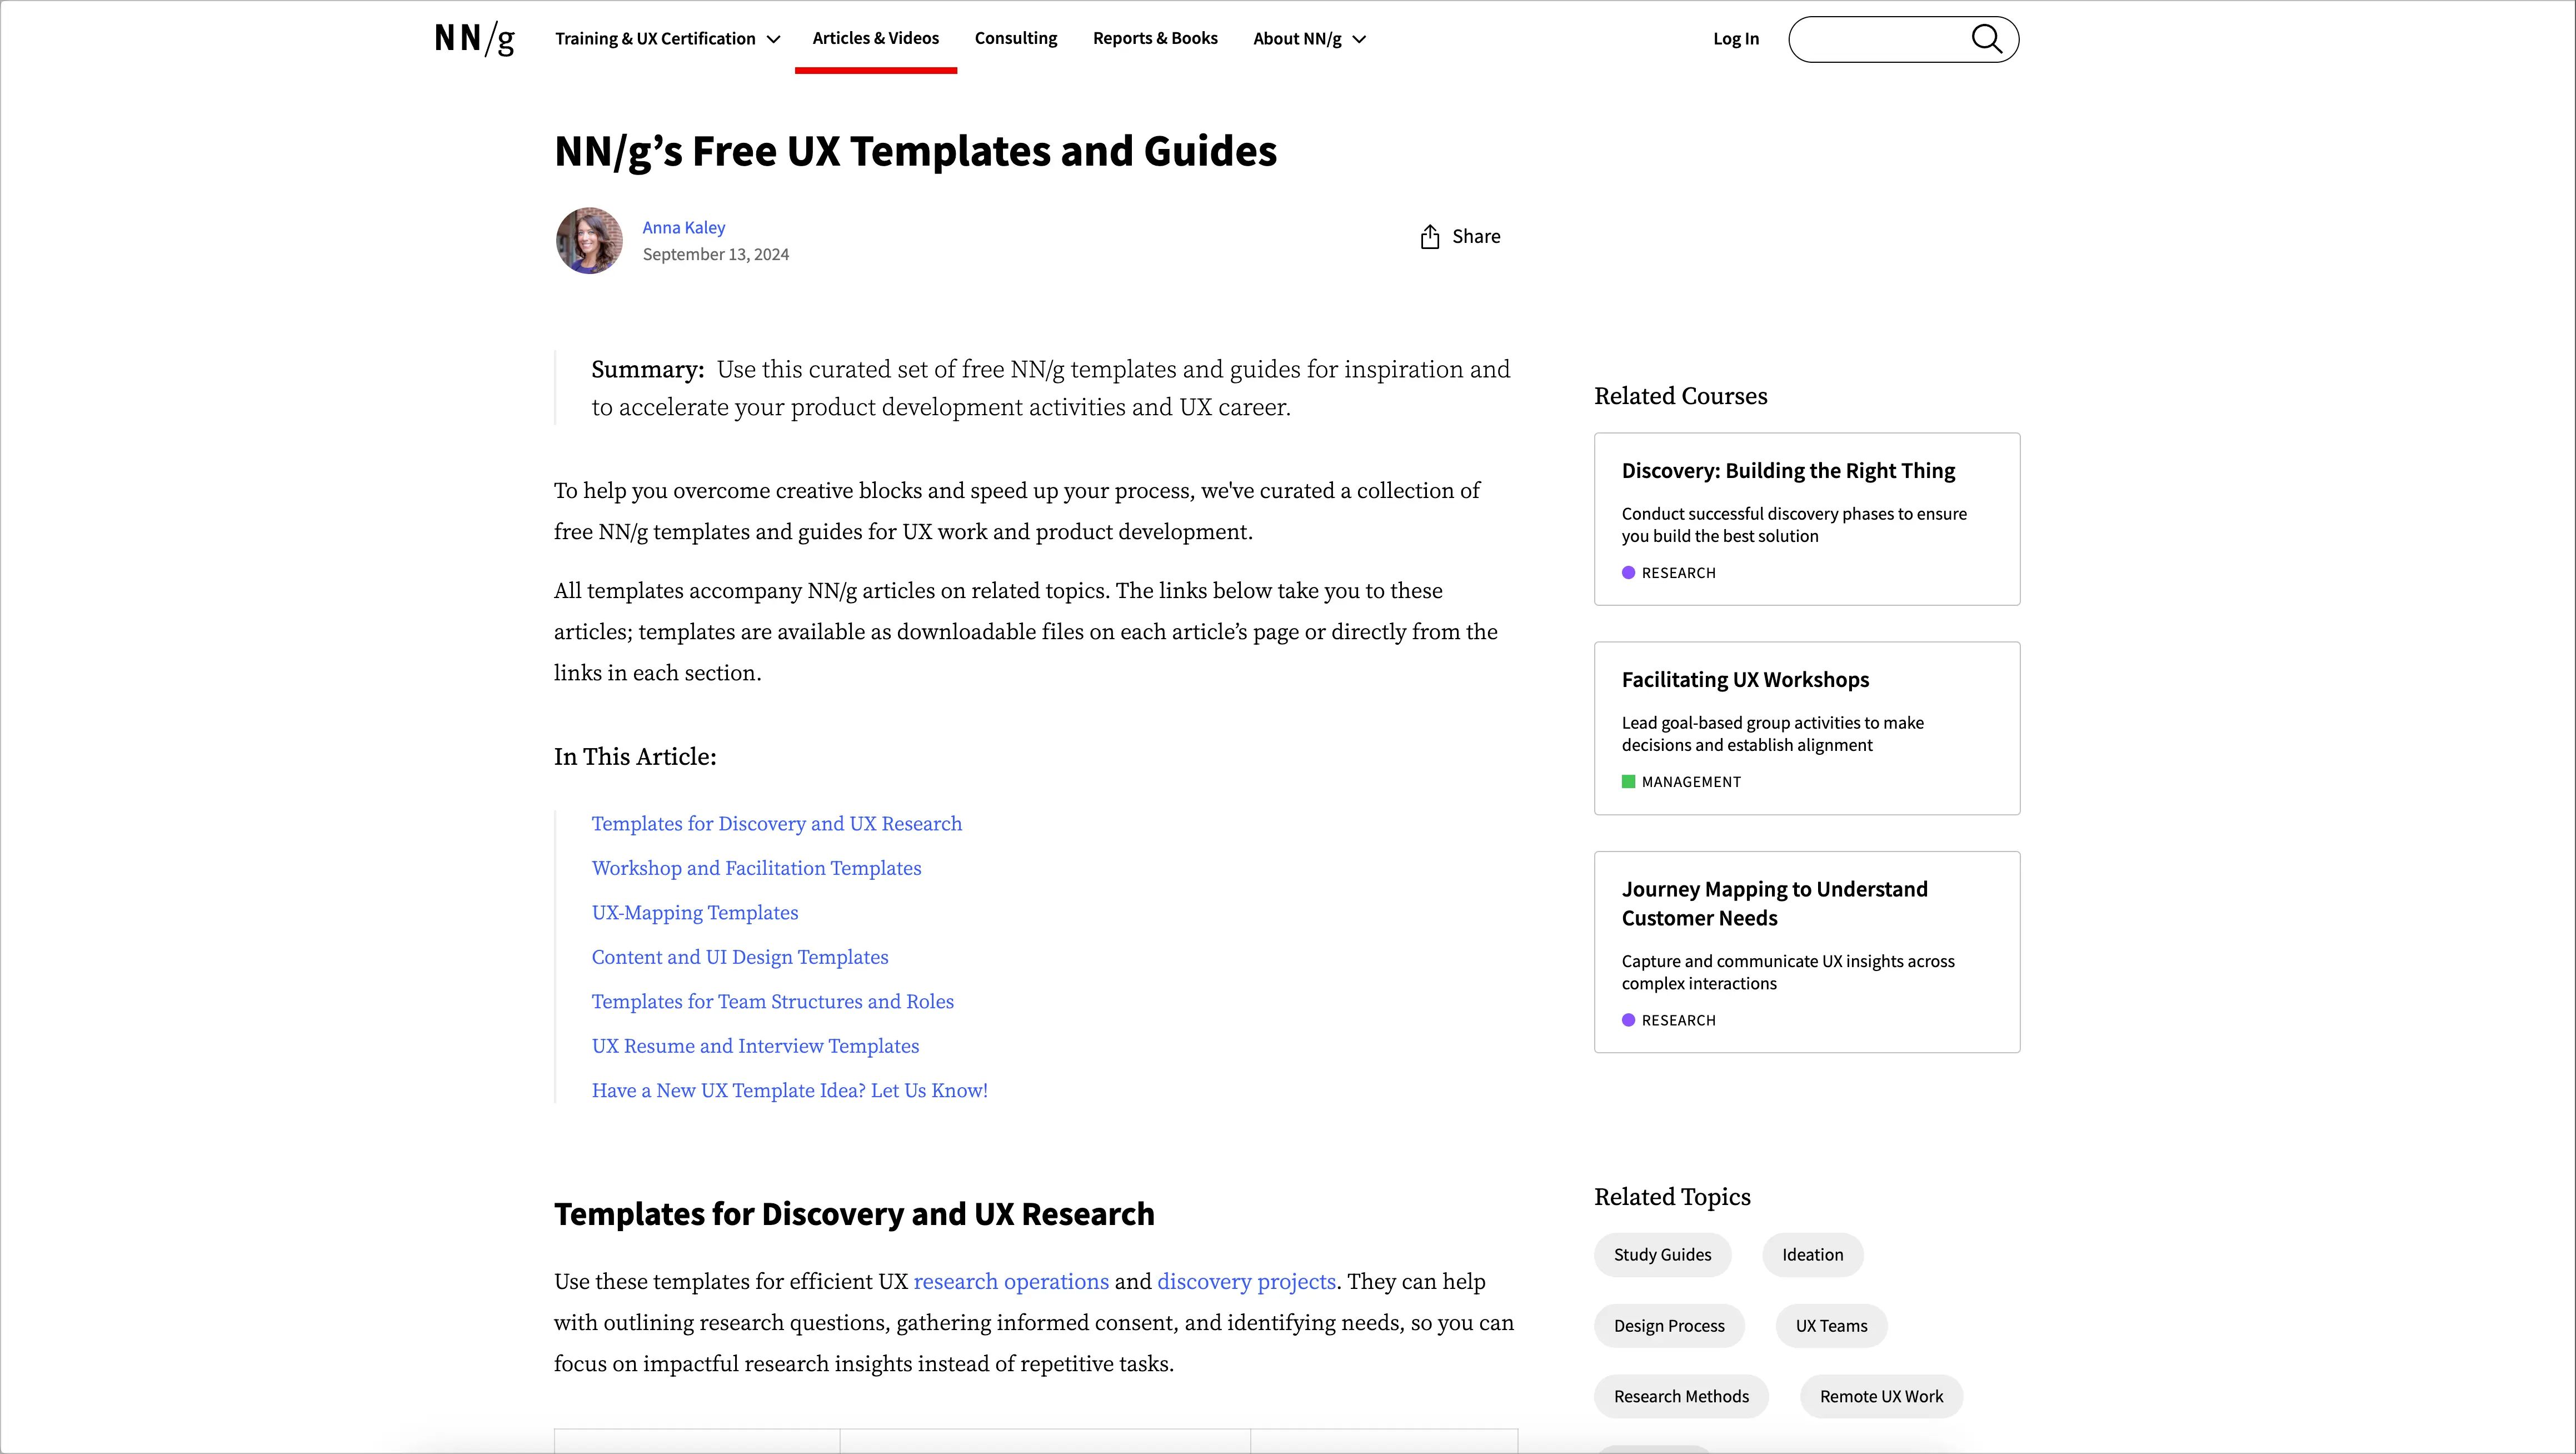 NN/g
Training & UX Certification
Articles & Videos
Consulting
Reports & Books
About NN/g
Log In
NN/g’s Free UX Templates and Guides
Anna Kaley
September 13, 2024
Share
Summary: Use this curated set of free NN/g templates and guides for inspiration and
to accelerate your product development activities and UX career.
To help you overcome creative blocks and speed up your process, we've curated a collection of
free NN/g templates and guides for UX work and product development.
All templates accompany NN/g articles on related topics. The links below take you to these
articles; templates are available as downloadable files on each article’s page or directly from the
links in each section.
In This Article:
Templates for Discovery and UX Research
Workshop and Facilitation Templates
UX-Mapping Templates
Content and UI Design Templates
Templates for Team Structures and Roles
UX Resume and Interview Templates
Have a New UX Template Idea? Let Us Know!
Templates for Discovery and UX Research
Use these templates for efficient UX research operations and discovery projects. They can help
with outlining research questions, gathering informed consent, and identifying needs, so you can
focus on impactful research insights instead of repetitive tasks.
Related Courses
Discovery: Building the Right Thing
Conduct successful discovery phases to ensure
you build the best solution
RESEARCH
Facilitating UX Workshops
Lead goal-based group activities to make
decisions and establish alignment
MANAGEMENT
Journey Mapping to Understand
Customer Needs
Capture and communicate UX insights across
complex interactions
RESEARCH
Related Topics
Study Guides
Ideation
Design Process
UX Teams
Research Methods
Remote UX Work